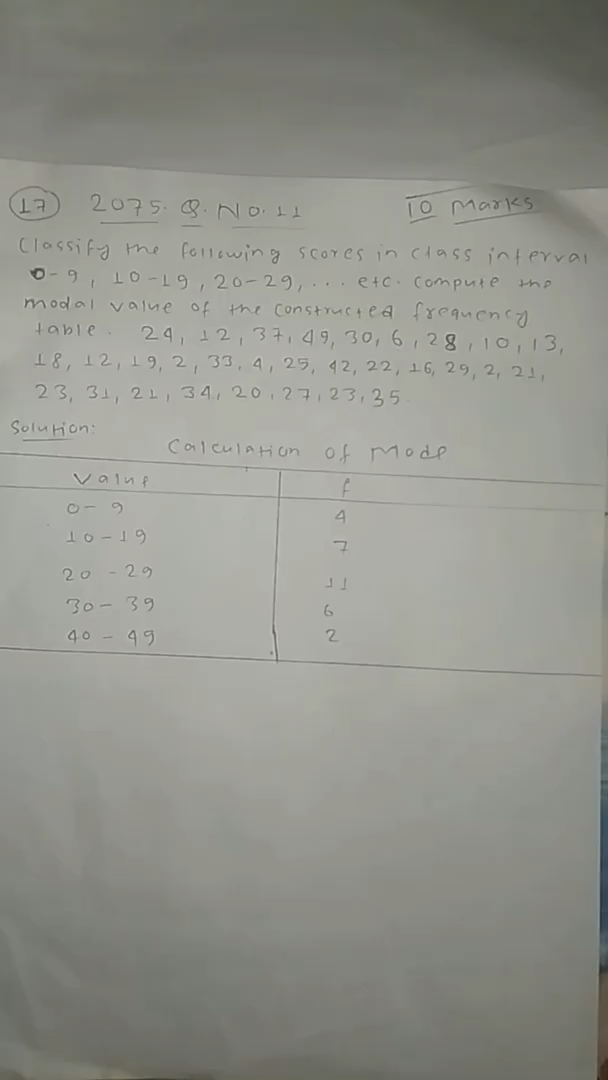 17 2075. Q. No. 11 10 Marks
Classify the following scores in class interval
0-9, 10-19, 20-29, ... etc. compute the
modal value of the constructed frequency
table. 24, 12, 37, 49, 30, 6, 28, 10, 13,
18, 12, 19, 2, 33, 4, 25, 42, 22, 16, 29, 2, 21,
23, 31, 21, 34, 20, 27, 23, 35.
Solution:
Calculation of Mode
Value f
0-9 4
10-19 7
20-29 11
30-39 6
40-49 2